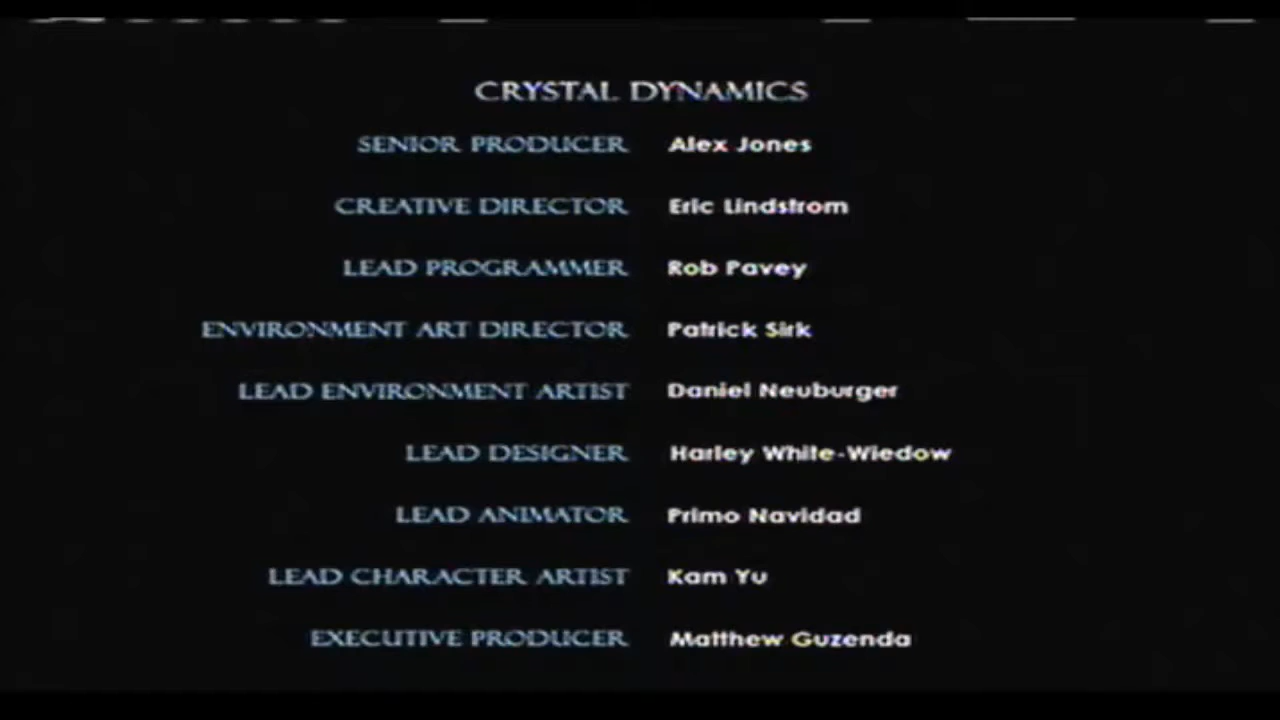 CRYSTAL DYNAMICS
SENIOR PRODUCER Alex Jones
CREATIVE DIRECTOR Eric Lindstrom
LEAD PROGRAMMER Rob Pavey
ENVIRONMENT ART DIRECTOR Patrick Sirk
LEAD ENVIRONMENT ARTIST Daniel Neuburger
LEAD DESIGNER Harley White-Wiedow
LEAD ANIMATOR Primo Navidad
LEAD CHARACTER ARTIST Kam Yu
EXECUTIVE PRODUCER Matthew Guzenda